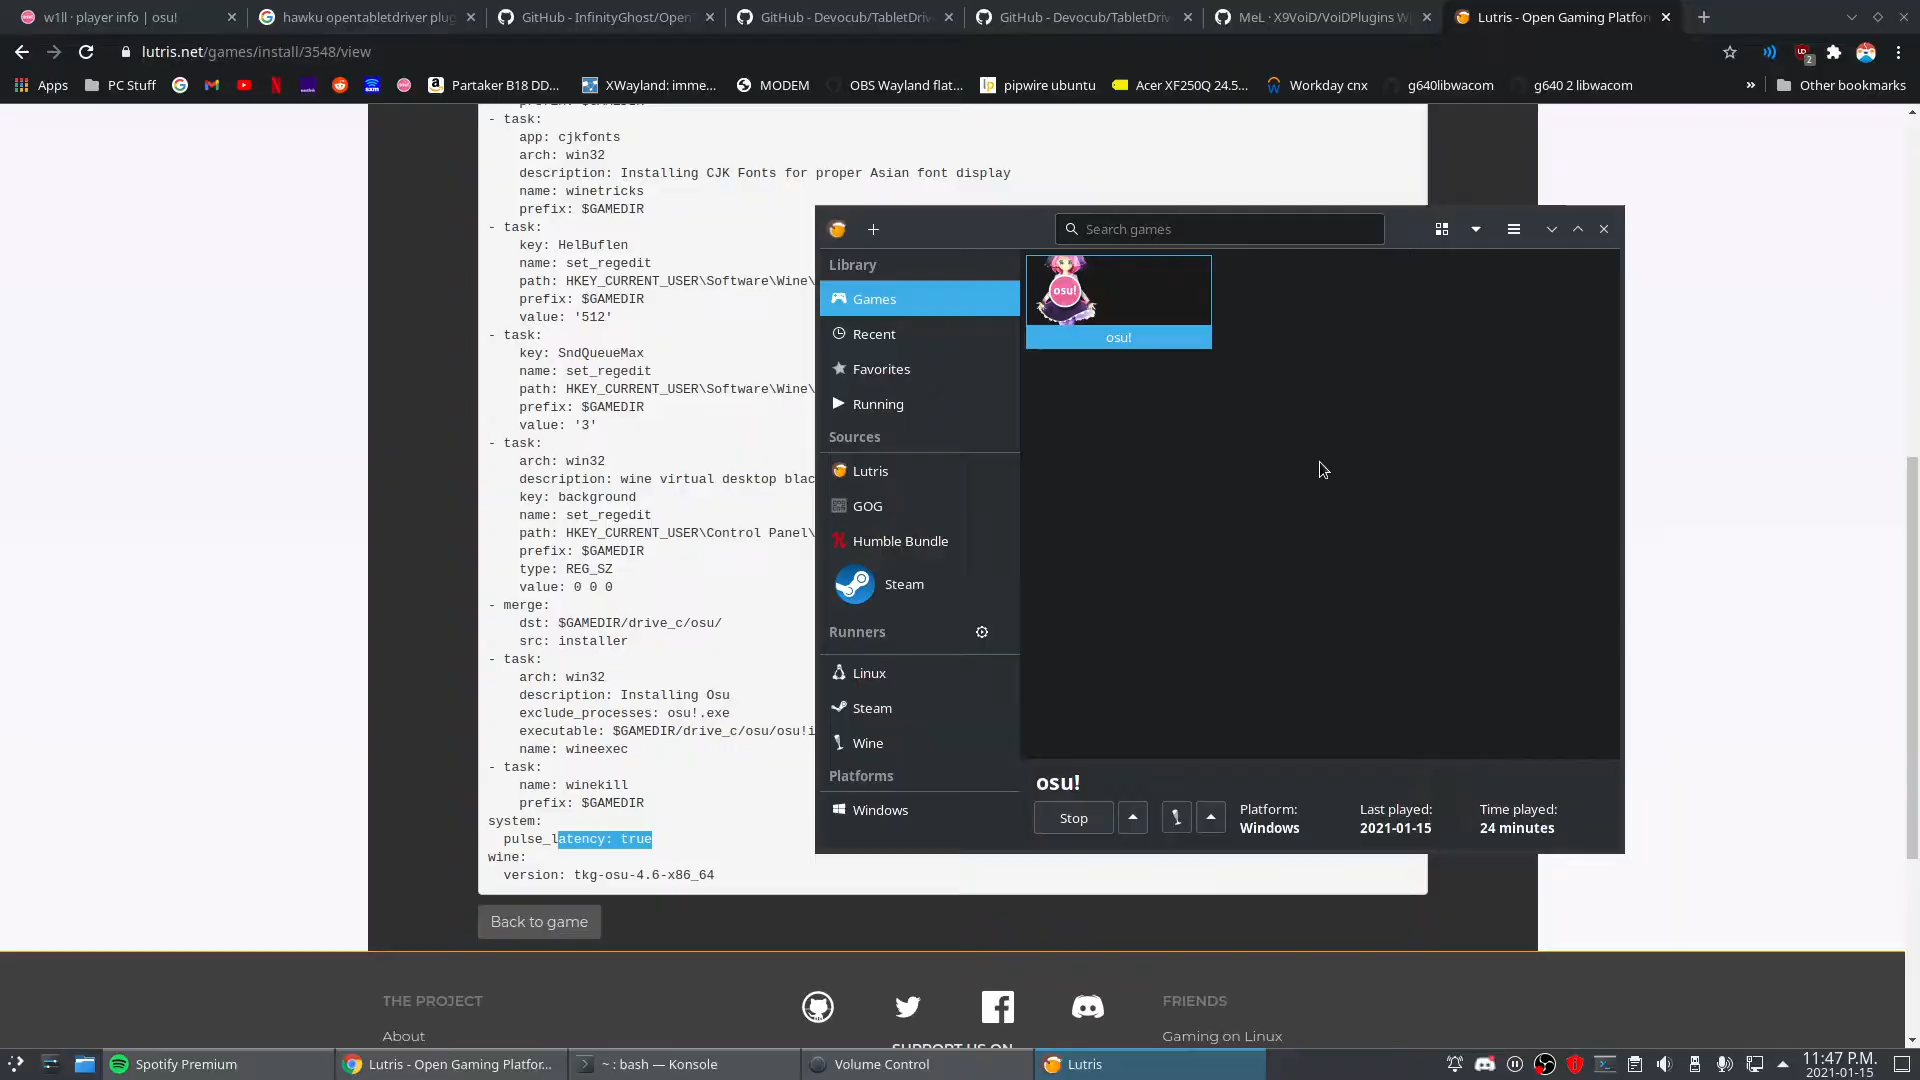 w1ll · player info | osu!
hawku opentabletdriver plug
GitHub - InfinityGhost/OpenT
GitHub - Devocub/TabletDriv
GitHub - Devocub/TabletDriv
MeL · X9VoiD/VoiDPlugins W
Lutris - Open Gaming Platfor
lutris.net/games/install/3548/view
Apps
PC Stuff
Partaker B18 DD...
XWayland: imme...
MODEM
OBS Wayland flat...
pipwire ubuntu
Acer XF250Q 24.5...
Workday cnx
g640libwacom
g640 2 libwacom
»
Other bookmarks
prefix: $GAMEDIR
- task:
app: cjkfonts
arch: win32
description: Installing CJK Fonts for proper Asian font display
name: winetricks
prefix: $GAMEDIR
- task:
key: HelBuflen
name: set_regedit
path: HKEY_CURRENT_USER\Software\Wine\
prefix: $GAMEDIR
value: '512'
- task:
key: SndQueueMax
name: set_regedit
path: HKEY_CURRENT_USER\Software\Wine\
prefix: $GAMEDIR
value: '3'
- task:
arch: win32
description: wine virtual desktop blac
key: background
name: set_regedit
path: HKEY_CURRENT_USER\Control Panel\
prefix: $GAMEDIR
type: REG_SZ
value: 0 0 0
- merge:
dst: $GAMEDIR/drive_c/osu/
src: installer
- task:
arch: win32
description: Installing Osu
exclude_processes: osu!.exe
executable: $GAMEDIR/drive_c/osu/osu!i
name: wineexec
- task:
name: winekill
prefix: $GAMEDIR
system:
pulse_latency: true
wine:
version: tkg-osu-4.6-x86_64
Back to game
Search games
Library
Games
Recent
Favorites
Running
Sources
Lutris
GOG
Humble Bundle
Steam
Runners
Linux
Steam
Wine
Platforms
Windows
osu!
osu!
osu!
Stop
Platform:
Windows
Last played:
2021-01-15
Time played:
24 minutes
THE PROJECT
About
SUPPORT US ON
FRIENDS
Gaming on Linux
Spotify Premium
Lutris - Open Gaming Platfor...
~ : bash — Konsole
Volume Control
Lutris
11:47 P.M.
2021-01-15